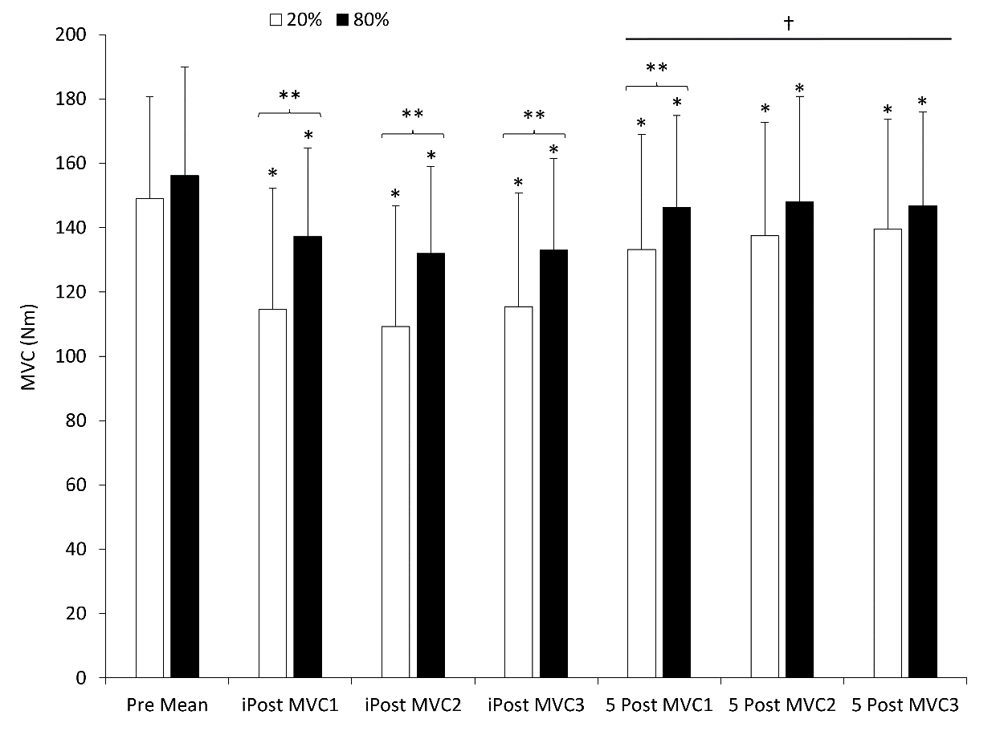 20% 80%
†
200
**
180
** * * *
** ** * * *
160
* * *
* * *
140
120
MVC (Nm)
100
80
60
40
20
0
Pre Mean iPost MVC1 iPost MVC2 iPost MVC3 5 Post MVC1 5 Post MVC2 5 Post MVC3